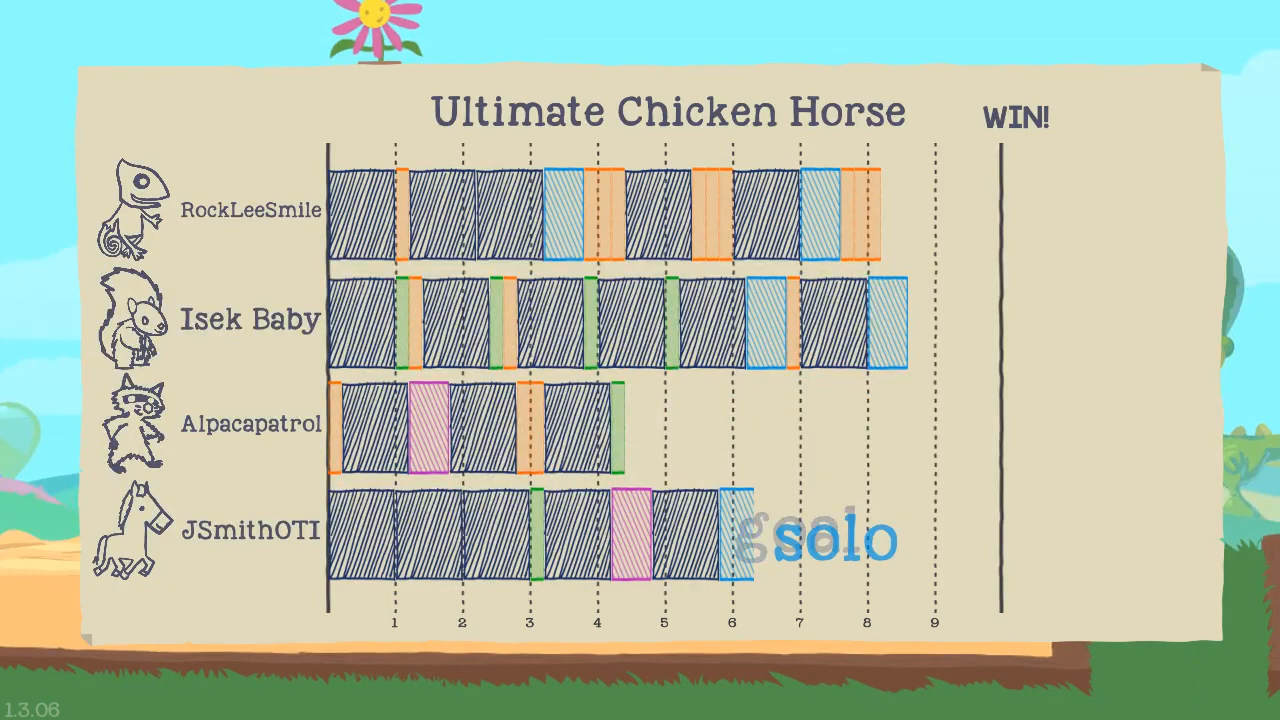 Ultimate Chicken Horse
WIN!
RockLeeSmile
Isek Baby
Alpacapatrol
JSmithOTI
goal
solo
1 2 3 4 5 6 7 8 9
1.3.06